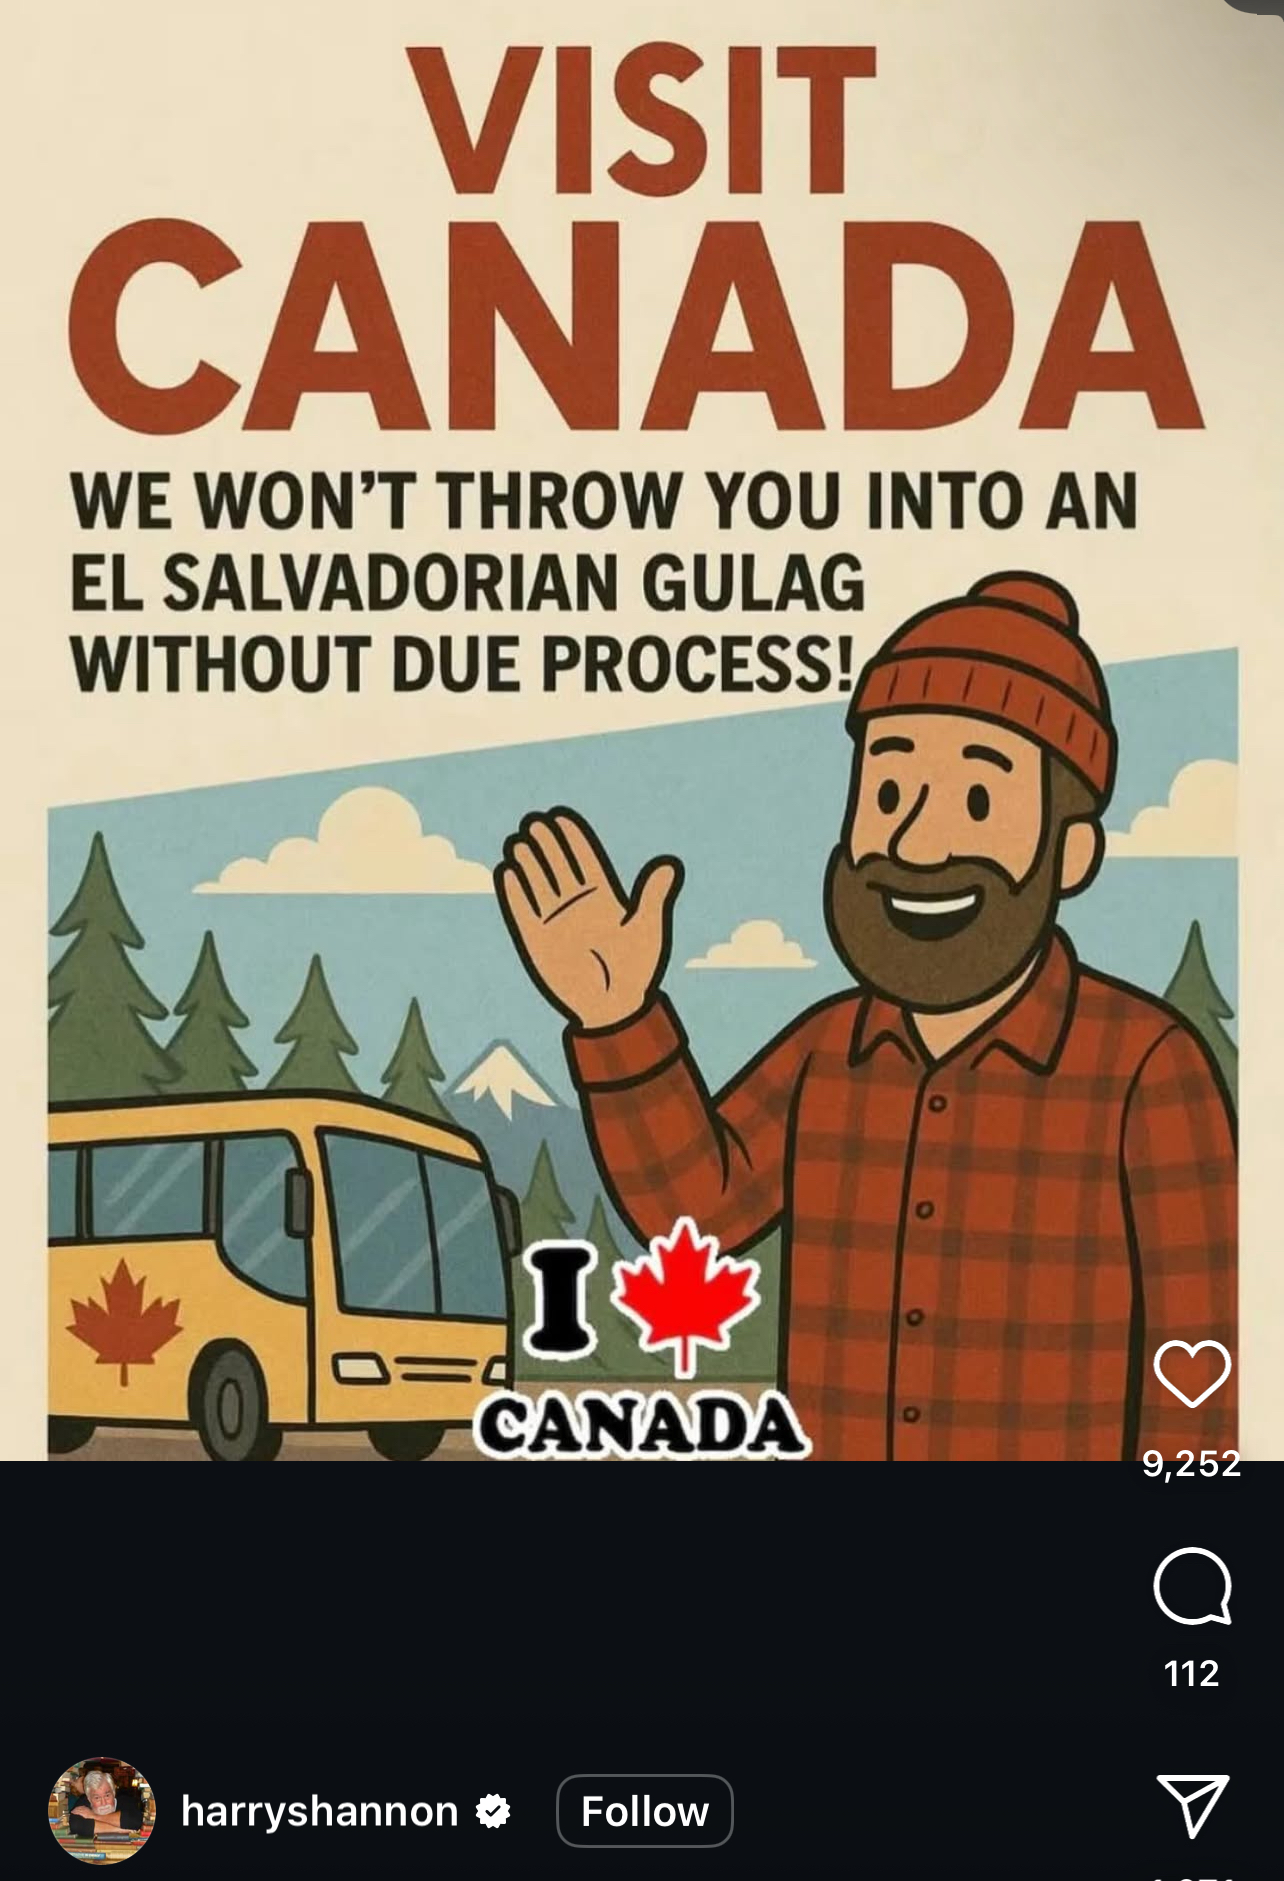 VISIT
CANADA
WE WON'T THROW YOU INTO AN
EL SALVADORIAN GULAG
WITHOUT DUE PROCESS!
I
CANADA
9,252
112
harryshannon
Follow